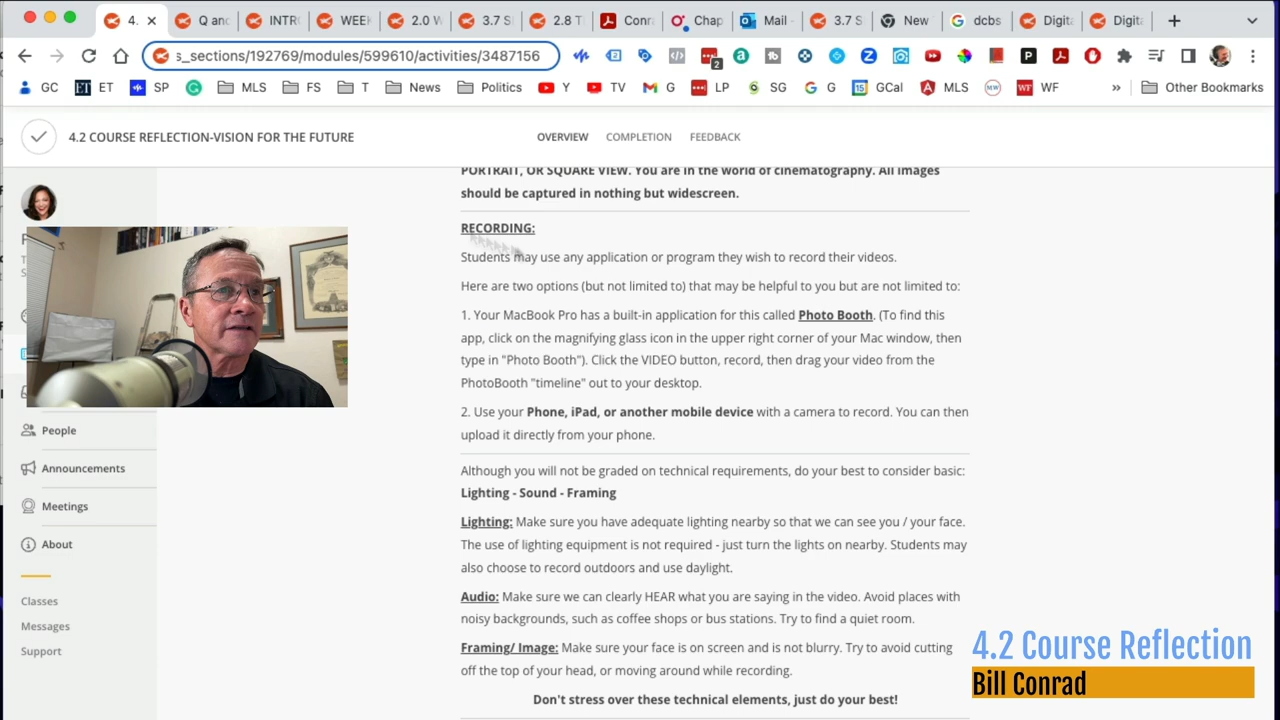 4.
Q an
INTR
WEEK
2.0 W
3.7 S
2.8 T
Conr
Chap
Mail -
3.7 S
New
dcbs
Digit
Digit
s_sections/192769/modules/599610/activities/3487156
2
P
GC
ET
SP
MLS
FS
T
News
Politics
Y
TV
G
LP
SG
G
GCal
MLS
WF
»
Other Bookmarks
4.2 COURSE REFLECTION-VISION FOR THE FUTURE
OVERVIEW
COMPLETION
FEEDBACK
PORTRAIT, OR SQUARE VIEW. You are in the world of cinematography. All images
should be captured in nothing but widescreen.
RECORDING:
Students may use any application or program they wish to record their videos.
Here are two options (but not limited to) that may be helpful to you but are not limited to:
1. Your MacBook Pro has a built-in application for this called Photo Booth. (To find this
app, click on the magnifying glass icon in the upper right corner of your Mac window, then
type in "Photo Booth"). Click the VIDEO button, record, then drag your video from the
PhotoBooth "timeline" out to your desktop.
2. Use your Phone, iPad, or another mobile device with a camera to record. You can then
upload it directly from your phone.
Although you will not be graded on technical requirements, do your best to consider basic:
Lighting - Sound - Framing
Lighting: Make sure you have adequate lighting nearby so that we can see you / your face.
The use of lighting equipment is not required - just turn the lights on nearby. Students may
also choose to record outdoors and use daylight.
Audio: Make sure we can clearly HEAR what you are saying in the video. Avoid places with
noisy backgrounds, such as coffee shops or bus stations. Try to find a quiet room.
Framing/ Image: Make sure your face is on screen and is not blurry. Try to avoid cutting
off the top of your head, or moving around while recording.
Don't stress over these technical elements, just do your best!
People
Announcements
Meetings
About
Classes
Messages
Support
4.2 Course Reflection
Bill Conrad